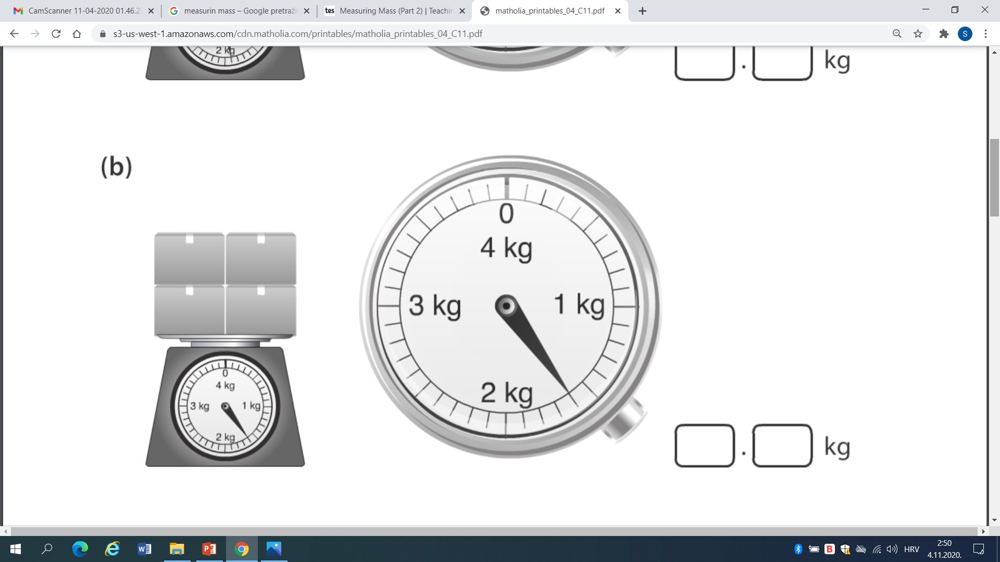 CamScanner 11-04-2020 01.46.2
measurin mass – Google pretraži
tes Measuring Mass (Part 2) | Teachin
matholia_printables_04_C11.pdf
s3-us-west-1.amazonaws.com/cdn.matholia.com/printables/matholia_printables_04_C11.pdf
S
2 kg
. kg
(b)
0
4 kg
3 kg
1 kg
2 kg
0
4 kg
3 kg
1 kg
2 kg
. kg
HRV
2:50
4.11.2020.